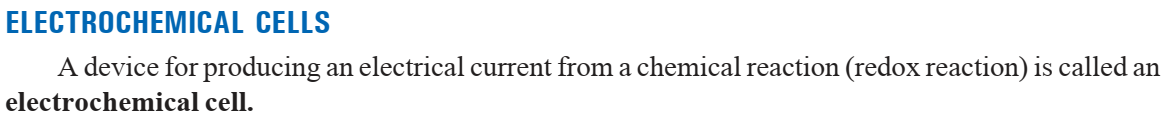 ELECTROCHEMICAL CELLS
A device for producing an electrical current from a chemical reaction (redox reaction) is called an
electrochemical cell.